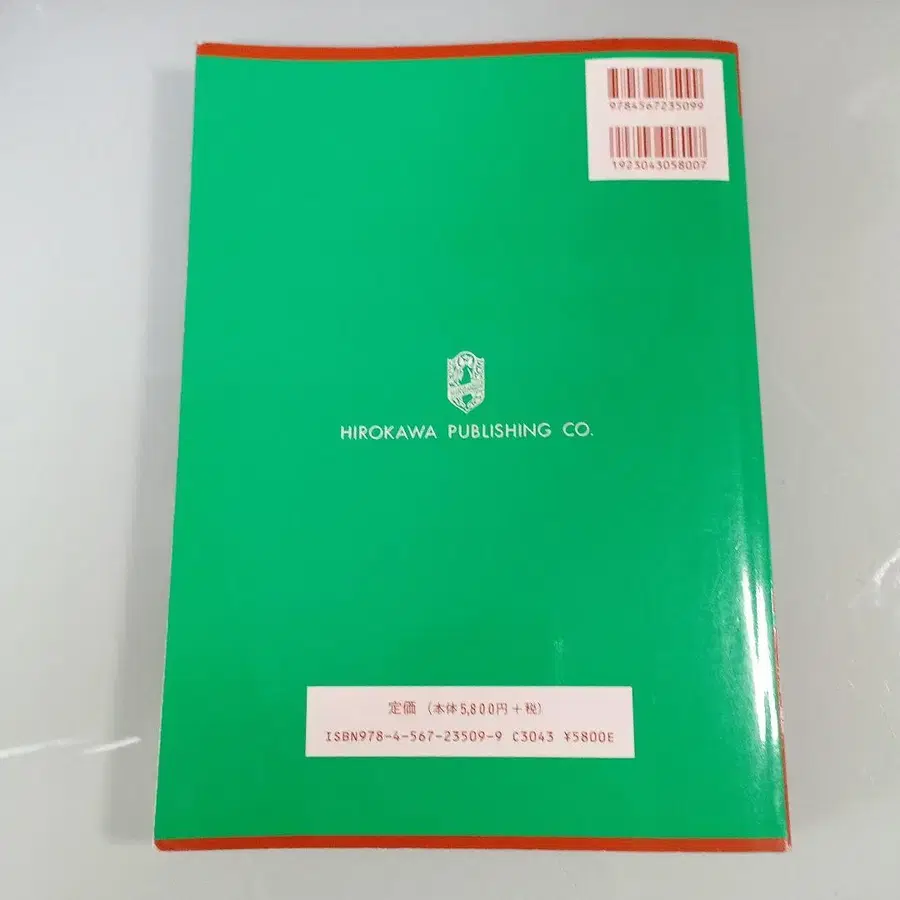 9784567235099
1923043058007
HIROKAWA PUBLISHING CO.
定価 (本体5,800円+税)
ISBN978-4-567-23509-9 C3043 ¥5800E